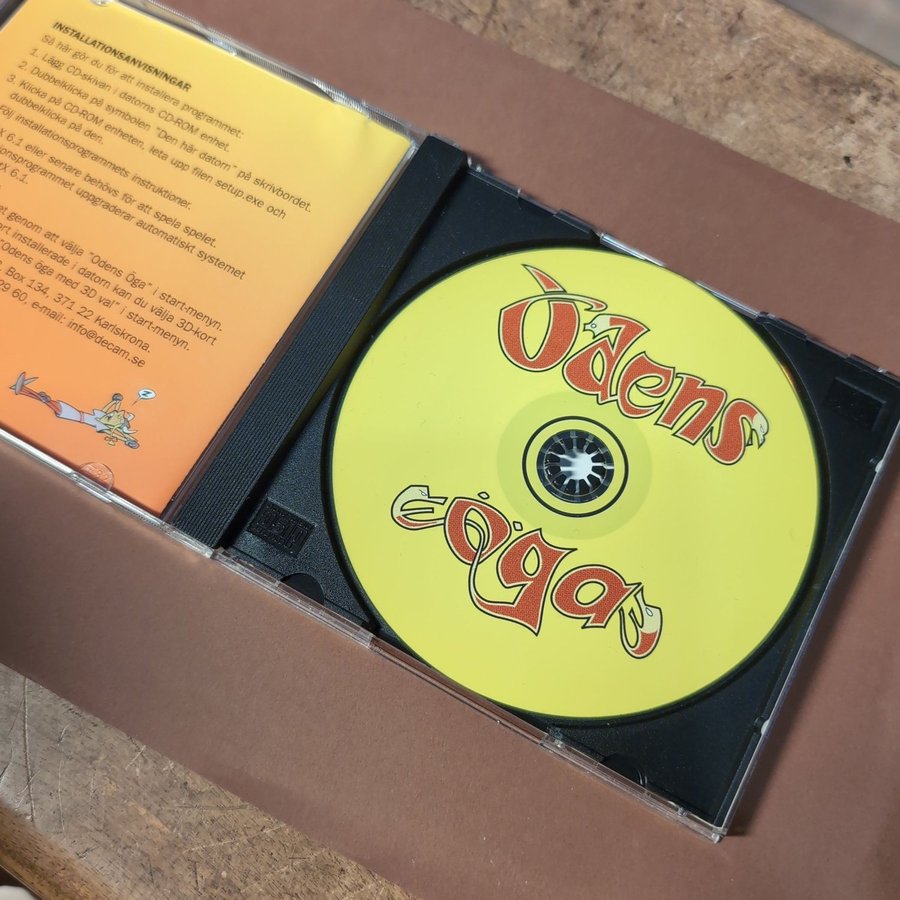 INSTALLATIONSANVISNINGAR
Så här gör du för att installera programmet:
1. Lägg CD-skivan i datorns CD-ROM enhet.
2. Dubbelklicka på symbolen "Den här datorn" på skrivbordet.
3. Klicka på CD-ROM enheten, leta upp filen setup.exe och
dubbelklicka på den.
Följ installationsprogrammets instruktioner.
X 6.1 eller senare behövs för att spela spelet.
onsprogrammet uppgraderar automatiskt systemet
X 6.1.
et genom att välja "Odens Öga" i start-menyn.
ort installerade i datorn kan du välja 3D-kort
"Odens öga med 3D val" i start-menyn.
Box 134, 371 22 Karlskrona.
09 60, e-mail: info@decam.se
Z
Odens
öga